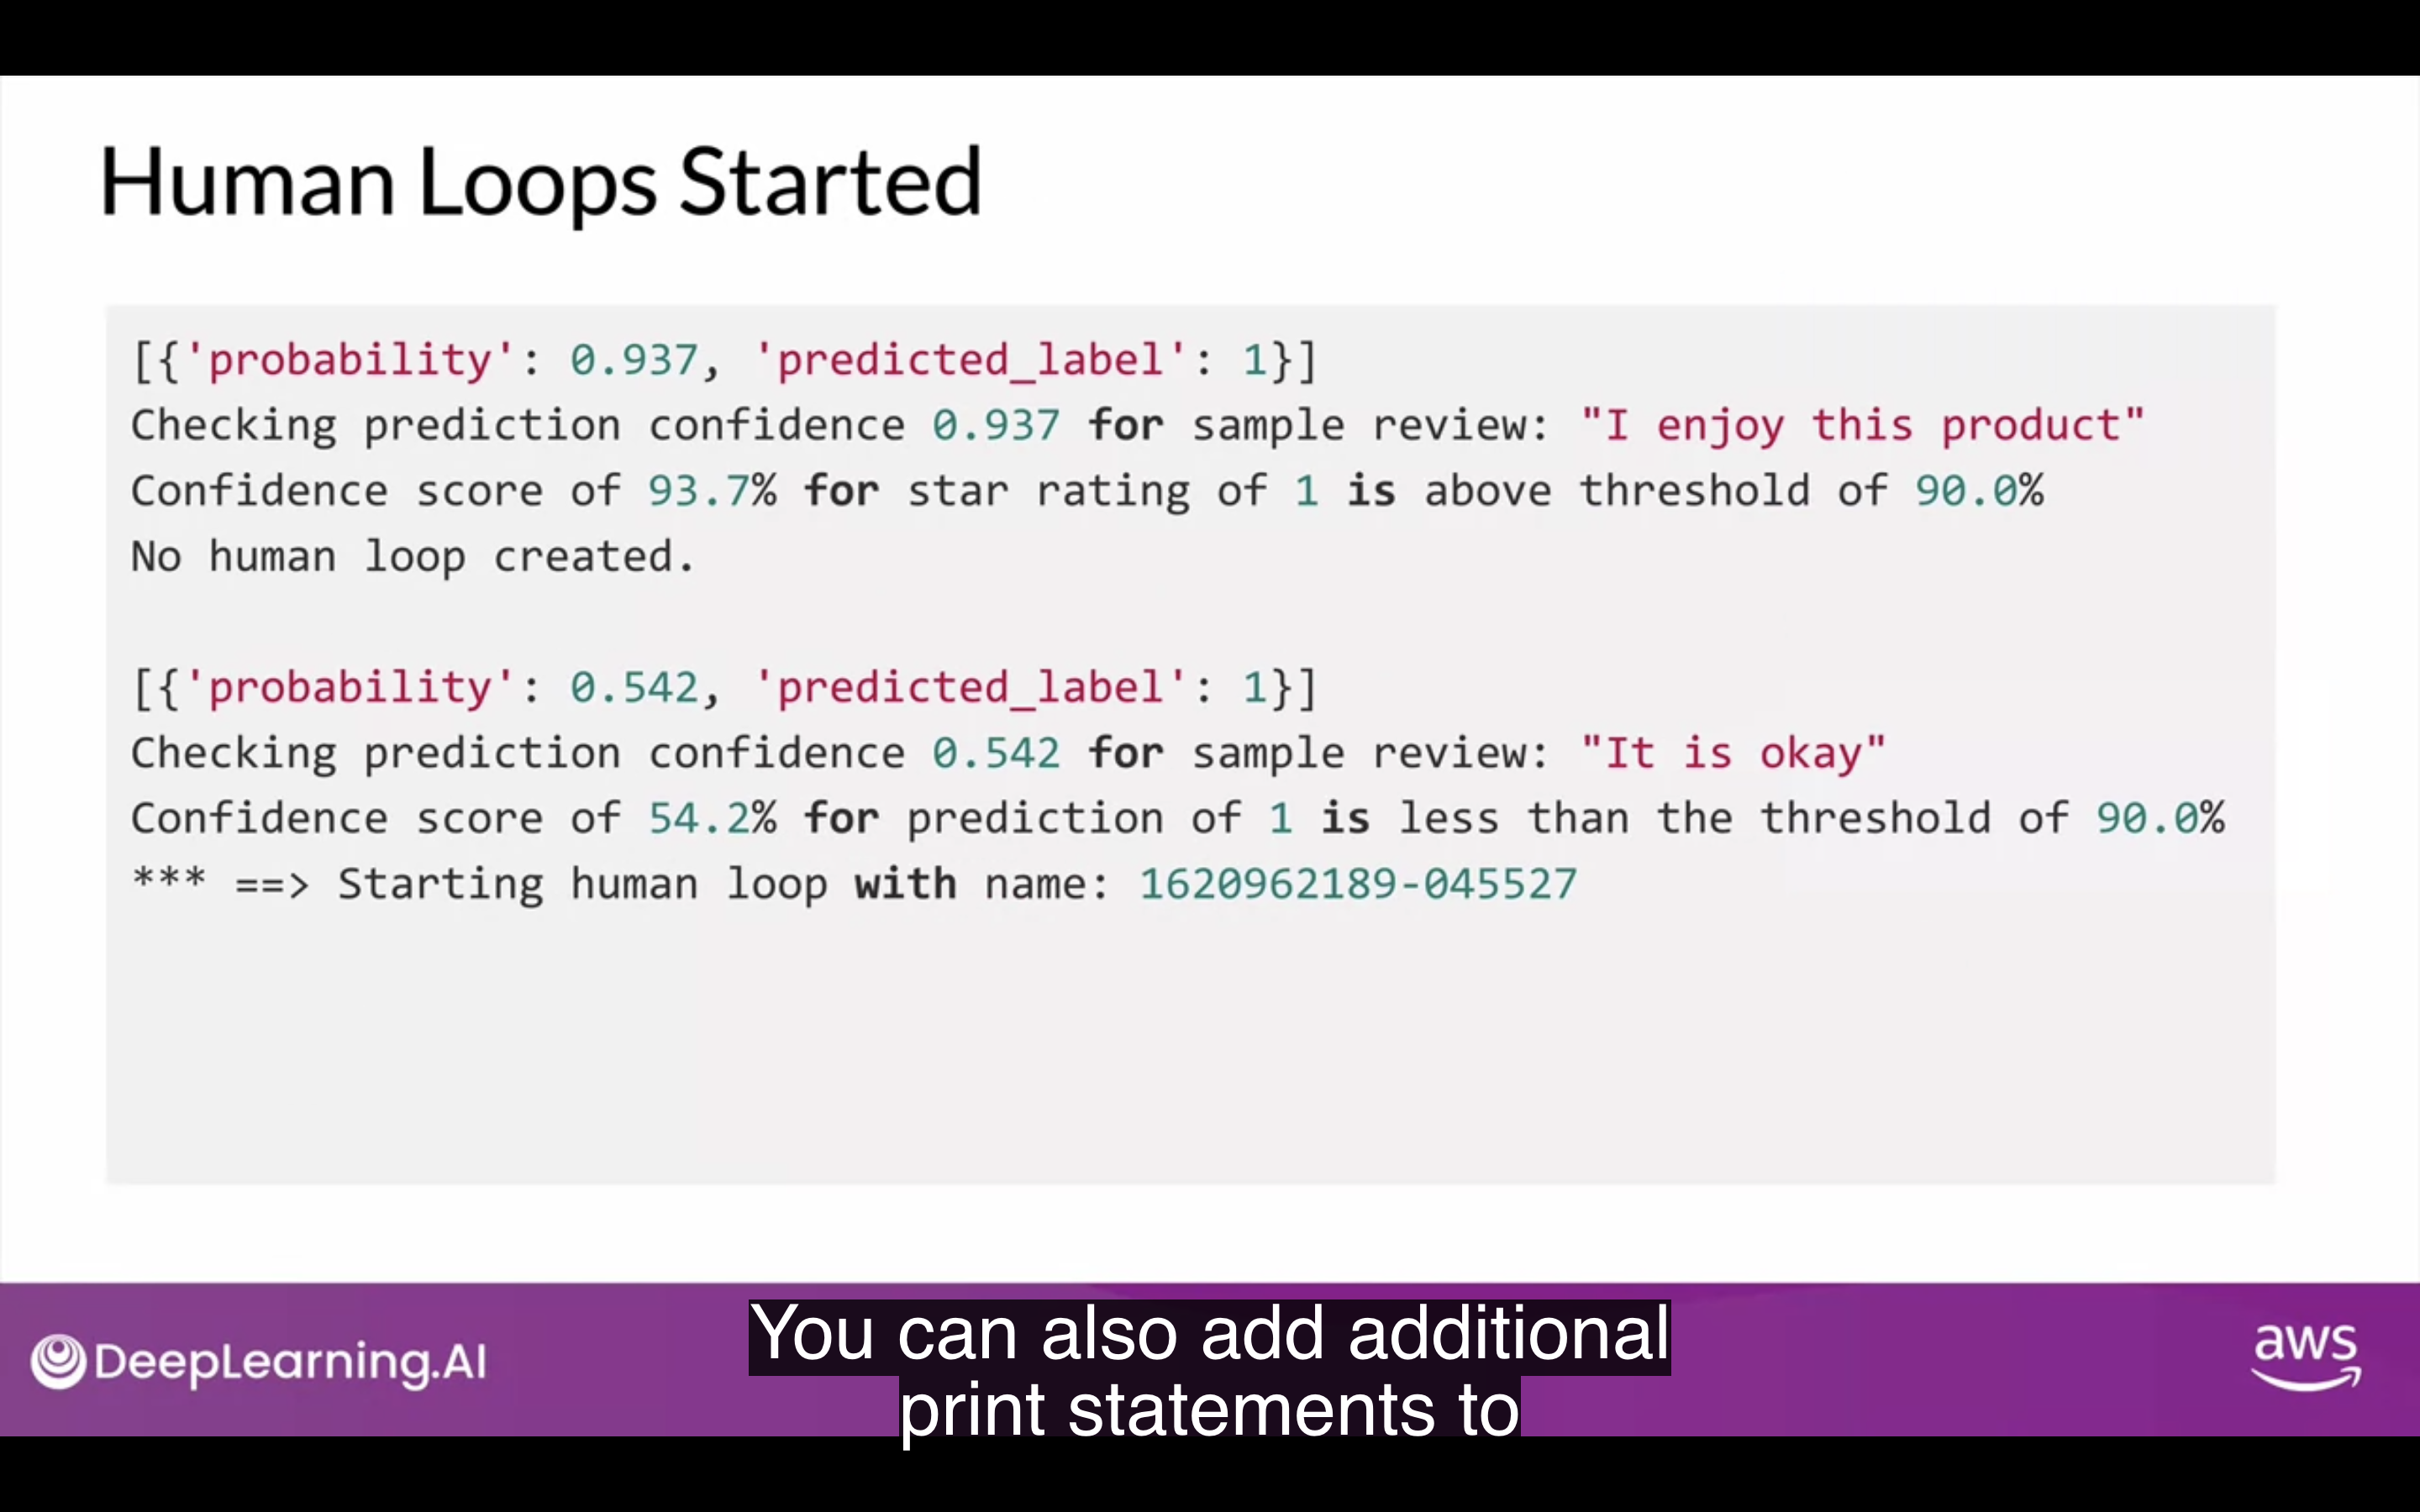 Human Loops Started
[{'probability': 0.937, 'predicted_label': 1}]
Checking prediction confidence 0.937 for sample review: "I enjoy this product"
Confidence score of 93.7% for star rating of 1 is above threshold of 90.0%
No human loop created.
[{'probability': 0.542, 'predicted_label': 1}]
Checking prediction confidence 0.542 for sample review: "It is okay"
Confidence score of 54.2% for prediction of 1 is less than the threshold of 90.0%
*** ==> Starting human loop with name: 1620962189-045527
You can also add additional
print statements to
DeepLearning.AI
aws